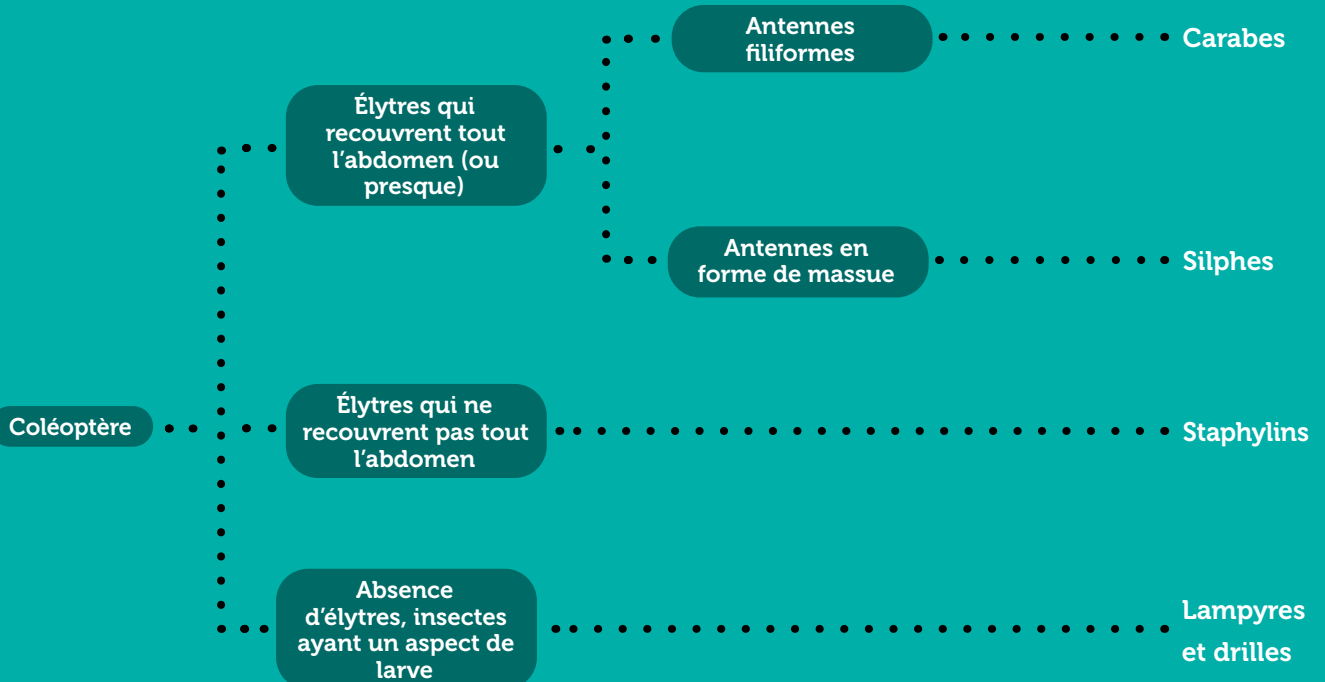 Antennes
filiformes
Carabes
Élytres qui
recouvrent tout
l'abdomen (ou
presque)
Antennes en
forme de massue
Silphes
Coléoptère
Élytres qui ne
recouvrent pas tout
l'abdomen
Staphylins
Absence
d'élytres, insectes
ayant un aspect de
larve
Lampyres
et drilles